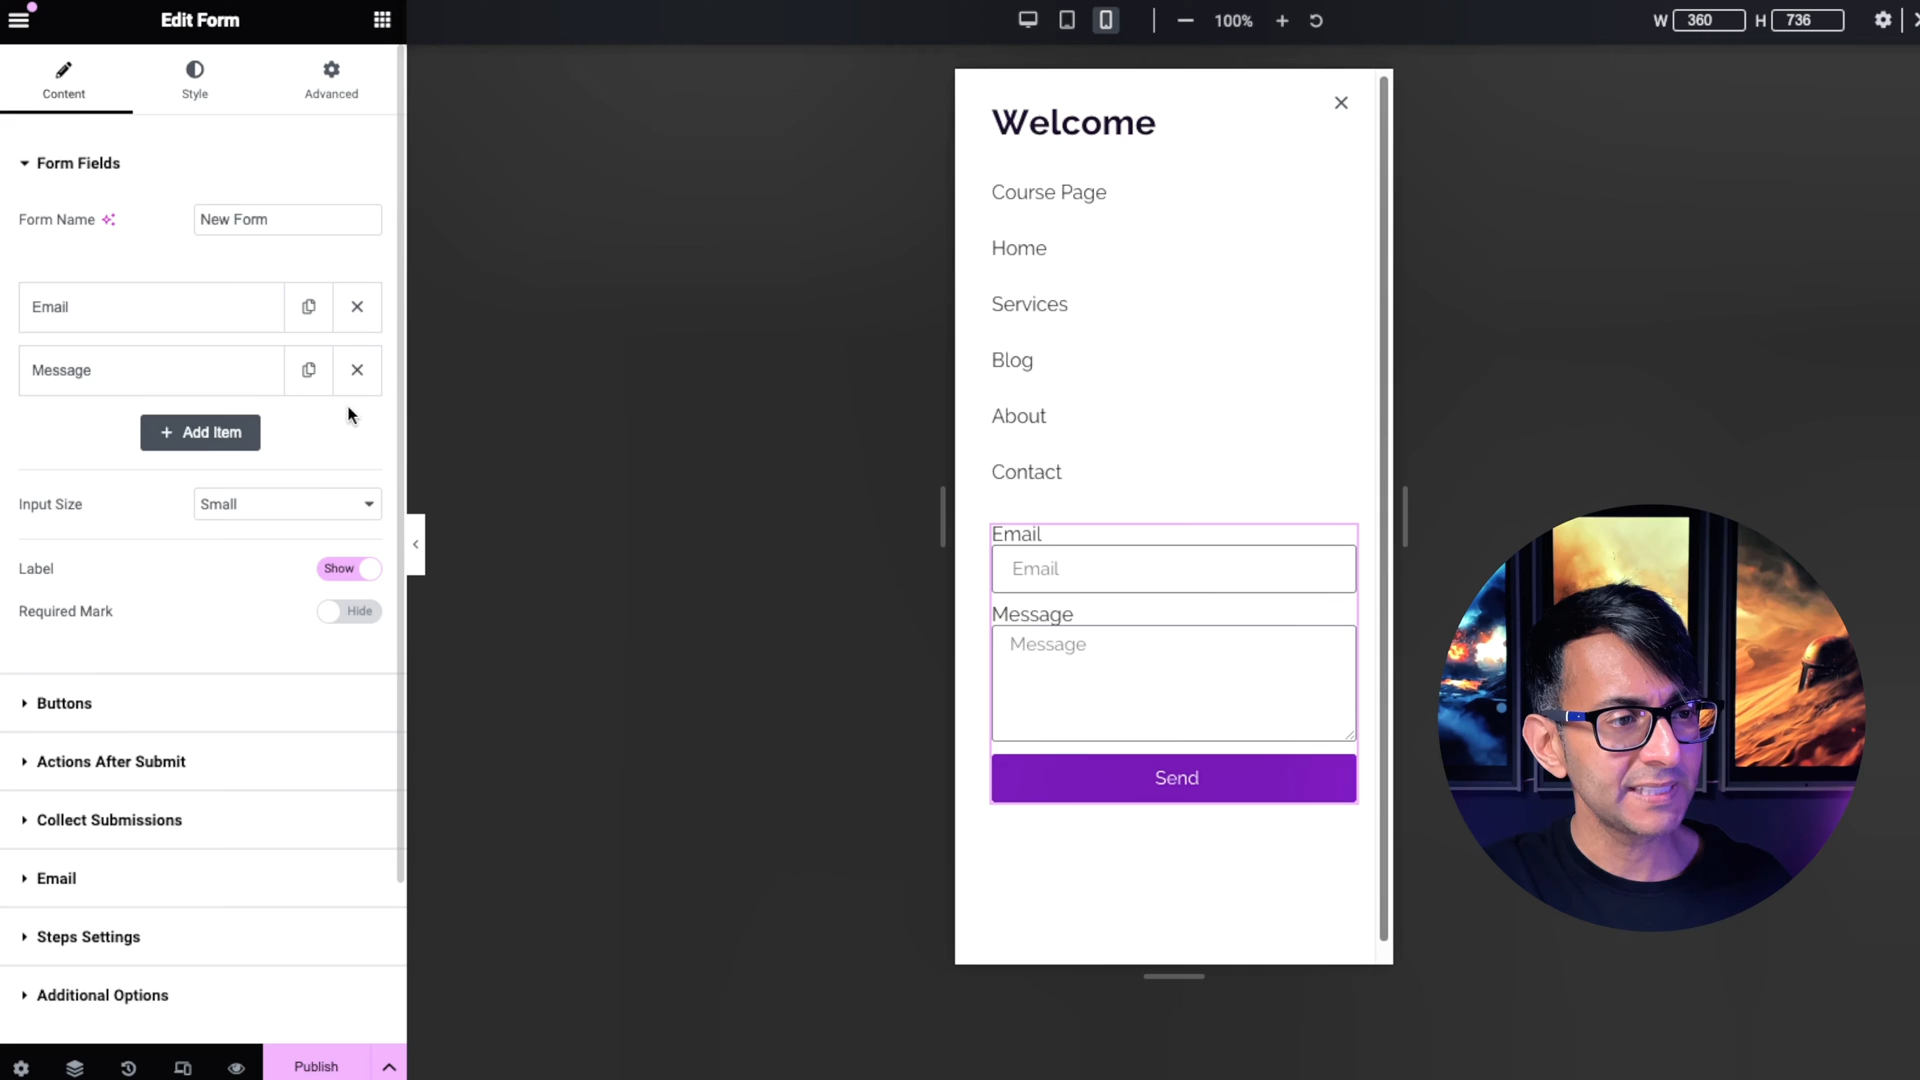 Edit Form
100%
W 360 H 736
Content
Style
Advanced
Form Fields
Form Name
New Form
Email
Message
+ Add Item
Input Size
Small
Label
Show
Required Mark
Hide
Buttons
Actions After Submit
Collect Submissions
Email
Steps Settings
Additional Options
Publish
Welcome
Course Page
Home
Services
Blog
About
Contact
Email
Email
Message
Message
Send